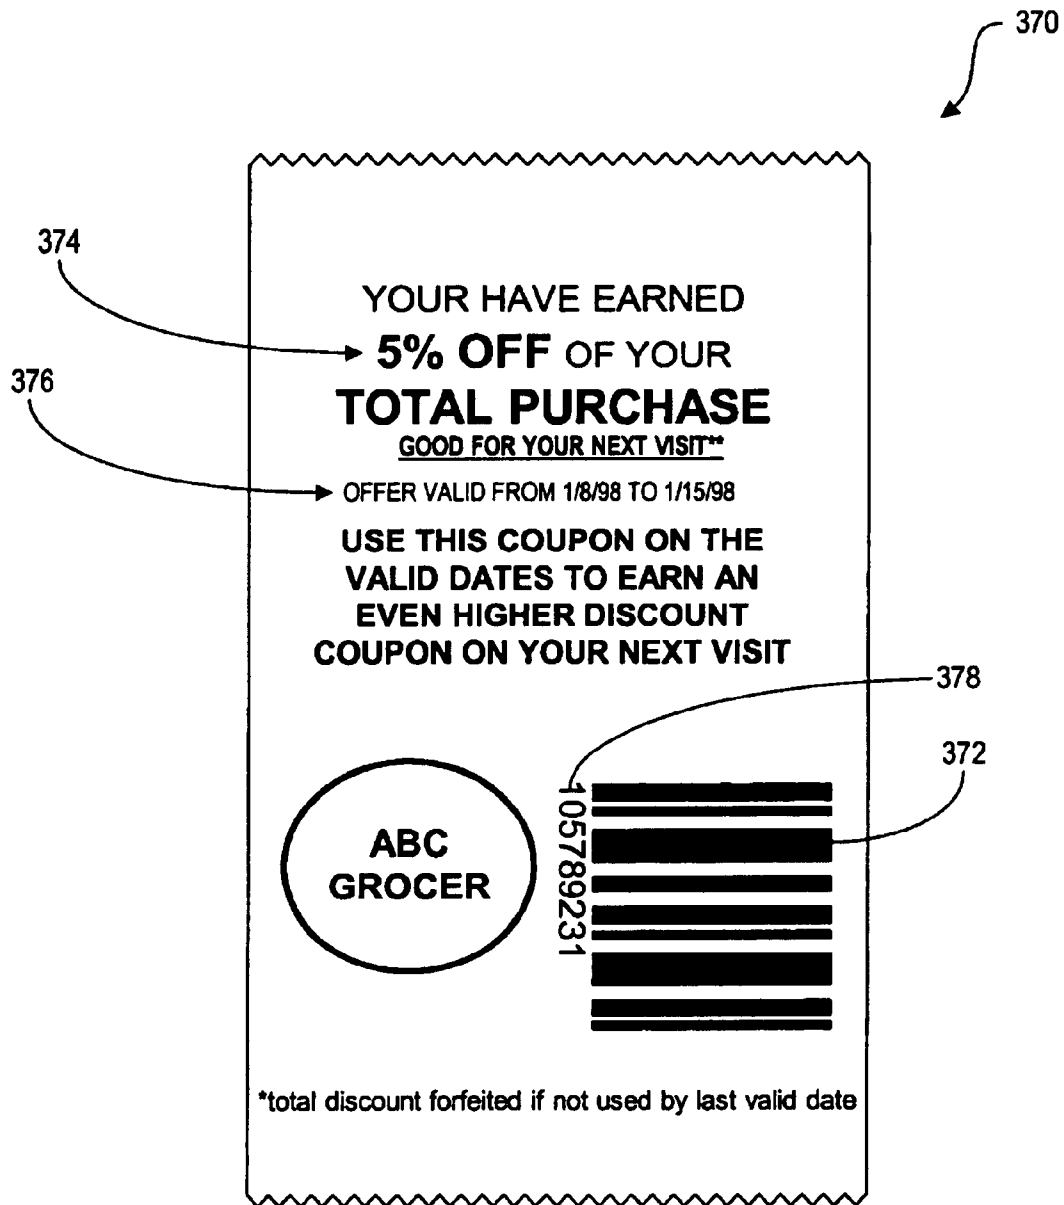 370
374
YOUR HAVE EARNED
5% OFF OF YOUR
376
TOTAL PURCHASE
GOOD FOR YOUR NEXT VISIT**
OFFER VALID FROM 1/8/98 TO 1/15/98
USE THIS COUPON ON THE
VALID DATES TO EARN AN
EVEN HIGHER DISCOUNT
COUPON ON YOUR NEXT VISIT
378
372
ABC
GROCER
105789231
*total discount forfeited if not used by last valid date